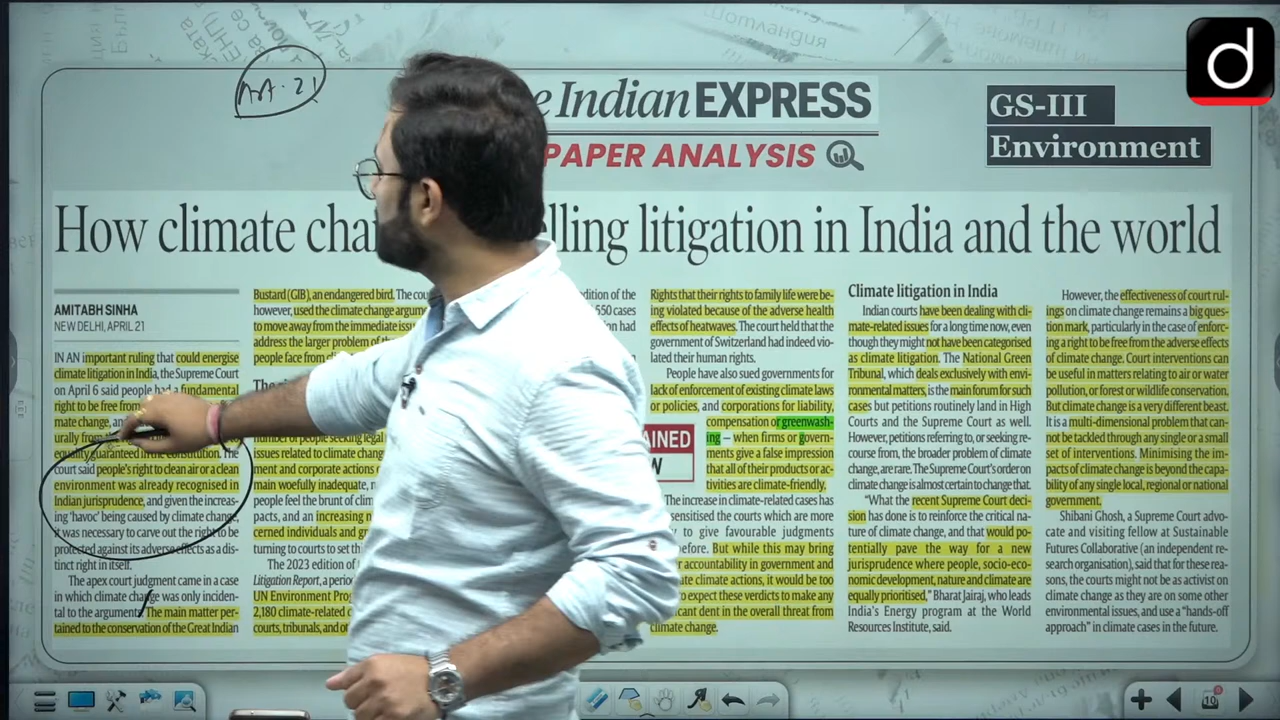 AA·21
d
e Indian EXPRESS
PAPER ANALYSIS
GS-III
Environment
How climate cha lling litigation in India and the world
AMITABH SINHA
NEW DELHI, APRIL 21
IN AN important ruling that could energise
climate litigation in India, the Supreme Court
on April 6 said people had a fundamental
right to be free from
mate change, an
urally from
equality guaranteed constitution. The
court said people's right to clean air or a clean
environment was already recognised in
Indian jurisprudence, and given the increas-
ing 'havoc' being caused by climate change,
it was necessary to carve out the right to be
protected against its adverse effects as a dis-
tinct right in itself.
The apex court judgment came in a case
in which climate change was only inciden-
tal to the arguments. The main matter per-
tained to the conservation of the Great Indian
Bustard (GIB), an endangered bird. The cou
however, used the climate change argum
to move away from the immediate issu
address the larger problem of th
people face from cl
The
number of people seeking legal
issues related to climate chang
ment and corporate actions o
main woefully inadequate, r
people feel the brunt of clim
pacts, and an increasing n
cerned individuals and gr
turning to courts to set th
The 2023 edition of
Litigation Report, a period
UN Environment Prog
2,180 climate-related c
courts, tribunals, and ot
dition of the
550 cases
on had
Rights that their rights to family life were be-
ing violated because of the adverse health
effects of heatwaves. The court held that the
government of Switzerland had indeed vio-
lated their human rights.
People have also sued governments for
lack of enforcement of existing climate laws
or policies, and corporations for liability,
compensation or greenwash-
ing — when firms or govern-
ments give a false impression
that all of their products or ac-
tivities are climate-friendly.
AINED
W
The increase in climate-related cases has
sensitised the courts which are more
y to give favourable judgments
efore. But while this may bring
r accountability in government and
ate climate actions, it would be too
to expect these verdicts to make any
icant dent in the overall threat from
climate change.
Climate litigation in India
Indian courts have been dealing with cli-
mate-related issues for a long time now, even
though they might not have been categorised
as climate litigation. The National Green
Tribunal, which deals exclusively with envi-
ronmental matters, is the main forum for such
cases but petitions routinely land in High
Courts and the Supreme Court as well.
However, petitions referring to, or seeking re-
course from, the broader problem of climate
change, are rare. The Supreme Court's order on
climate change is almost certain to change that.
"What the recent Supreme Court deci-
sion has done is to reinforce the critical na-
ture of climate change, and that would po-
tentially pave the way for a new
jurisprudence where people, socio-eco-
nomic development, nature and climate are
equally prioritised," Bharat Jairaj, who leads
India's Energy program at the World
Resources Institute, said.
However, the effectiveness of court rul-
ings on climate change remains a big ques-
tion mark, particularly in the case of enforc-
ing a right to be free from the adverse effects
of climate change. Court interventions can
be useful in matters relating to air or water
pollution, or forest or wildlife conservation.
But climate change is a very different beast.
It is a multi-dimensional problem that can-
not be tackled through any single or a small
set of interventions. Minimising the im-
pacts of climate change is beyond the capa-
bility of any single local, regional or national
government.
Shibani Ghosh, a Supreme Court advo-
cate and visiting fellow at Sustainable
Futures Collaborative (an independent re-
search organisation), said that for these rea-
sons, the courts might not be as activist on
climate change as they are on some other
environmental issues, and use a "hands-off
approach" in climate cases in the future.
10